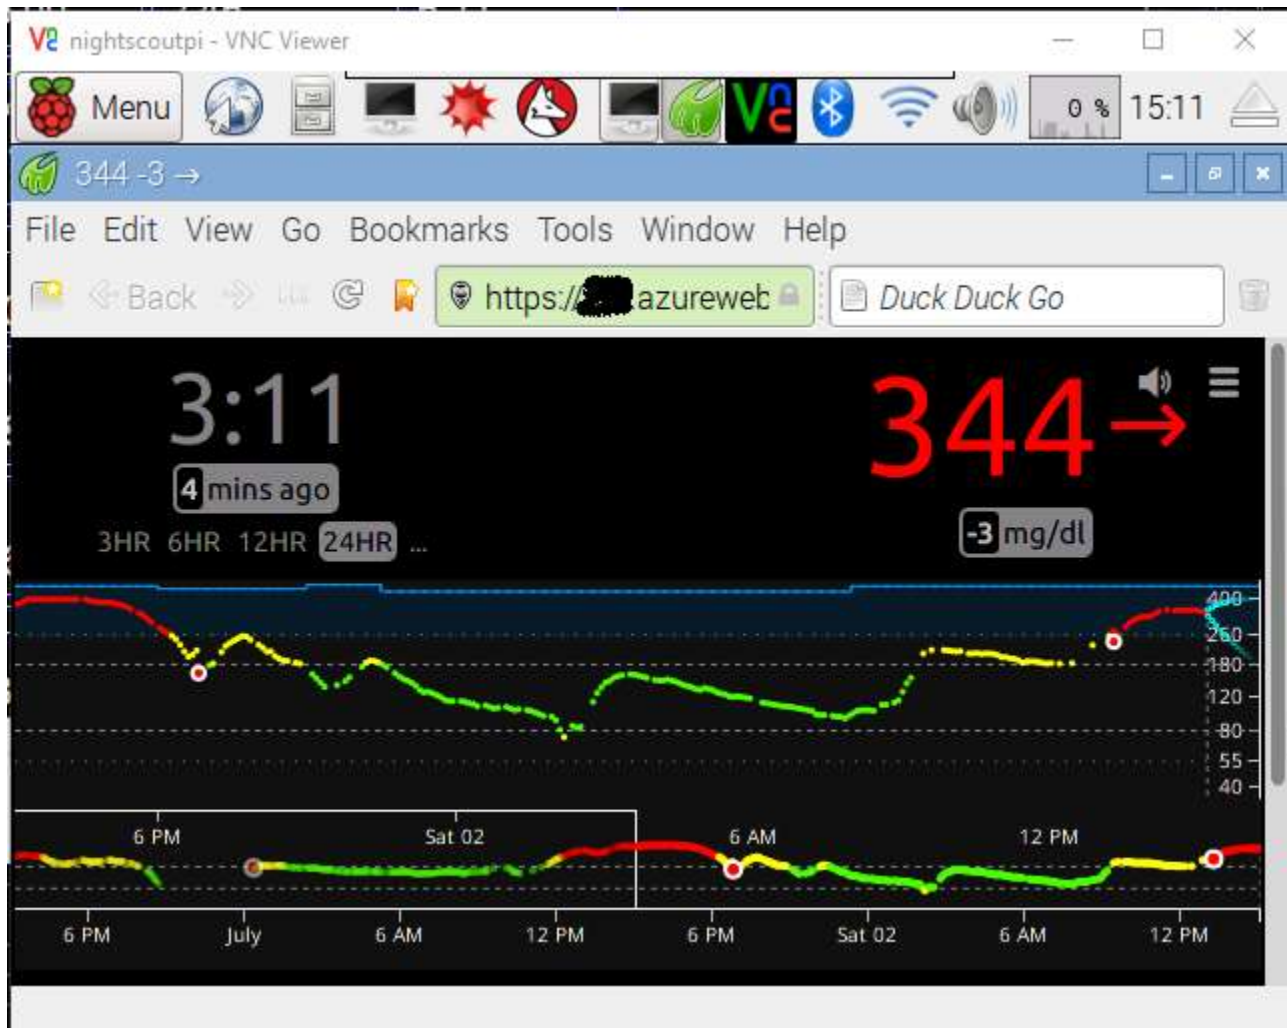 nightscoutpi - VNC Viewer
Menu 0 % 15:11
344 -3 →
File Edit View Go Bookmarks Tools Window Help
Back https:// .azureweb Duck Duck Go
3:11
344→
4 mins ago
-3 mg/dl
3HR 6HR 12HR 24HR ...
400
260
180
120
80
55
40
6 PM Sat 02 6 AM 12 PM
6 PM July 6 AM 12 PM 6 PM Sat 02 6 AM 12 PM